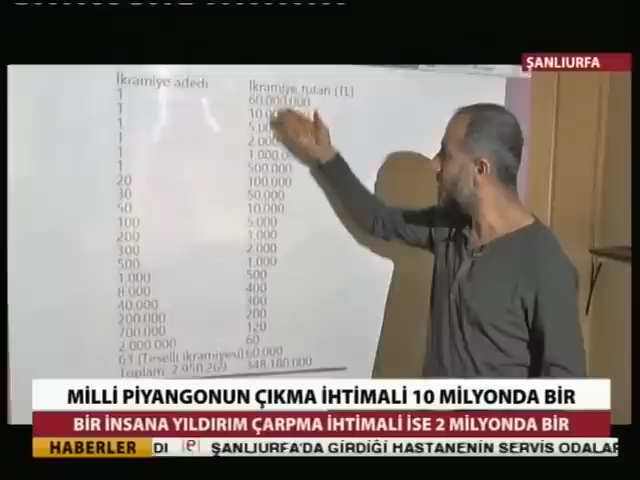 ŞANLIURFA
İkramiye adedi İkramiye tutarı (TL)
1 60.000.000
1
1
1 2.000
1 1.000.0
1 500.000
20 100.000
30 50.000
50 10.000
100 5.000
200 3.000
300 2.000
500 1.000
1.000 500
8.000 400
40.000 300
200.000 200
700.000 120
2.000.000 60
63 (Teselli ikramiyesi) 60.000
Toplam 2.950.269 348.180.000
MİLLİ PİYANGONUN ÇIKMA İHTİMALİ 10 MİLYONDA BİR
BİR İNSANA YILDIRIM ÇARPMA İHTİMALİ İSE 2 MİLYONDA BİR
HABERLER DI ŞANLIURFA'DA GİRDİĞİ HASTANENİN SERVİS ODALAR